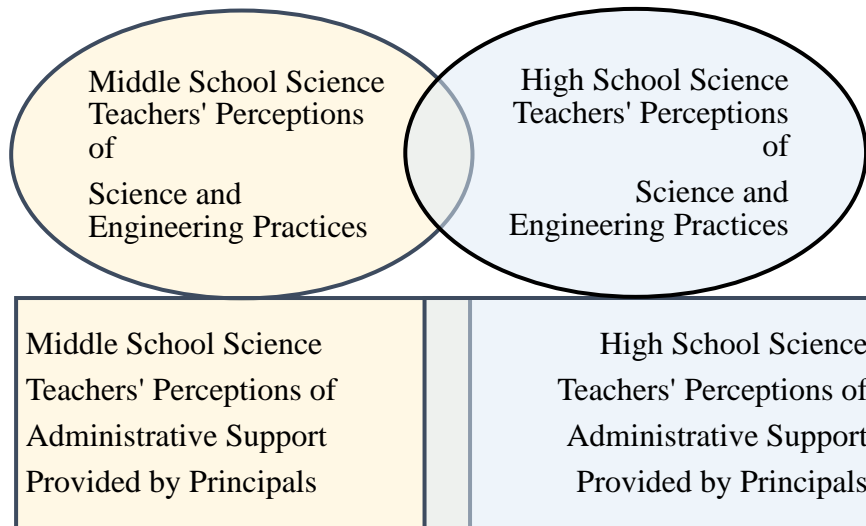 Middle School Science
Teachers' Perceptions
of
Science and
Engineering Practices
High School Science
Teachers' Perceptions
of
Science and
Engineering Practices
Middle School Science
Teachers' Perceptions of
Administrative Support
Provided by Principals
High School Science
Teachers' Perceptions of
Administrative Support
Provided by Principals